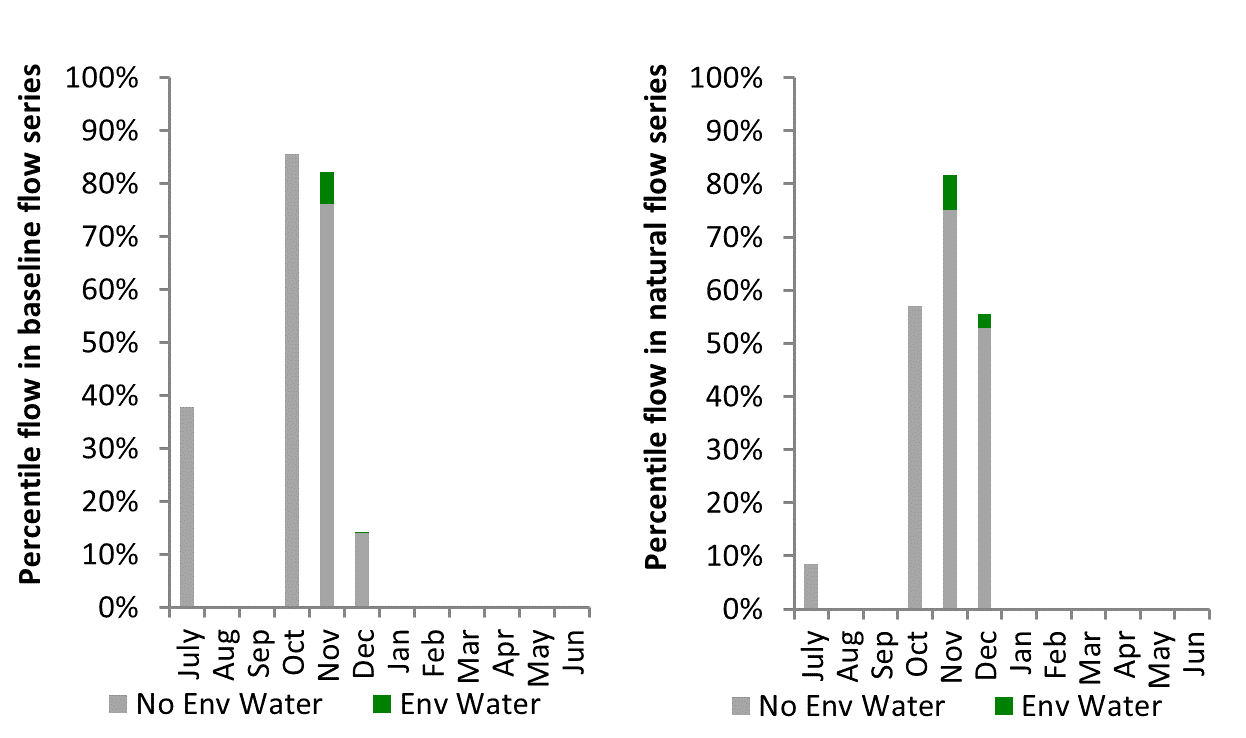 Percentile flow in baseline flow series
100%
90%
80%
70%
60%
50%
40%
30%
20%
10%
0%
July
Aug
Sep
Oct
Nov
Dec
Jan
Feb
Mar
Apr
May
Jun
No Env Water
Env Water
Percentile flow in natural flow series
100%
90%
80%
70%
60%
50%
40%
30%
20%
10%
0%
July
Aug
Sep
Oct
Nov
Dec
Jan
Feb
Mar
Apr
May
Jun
No Env Water
Env Water